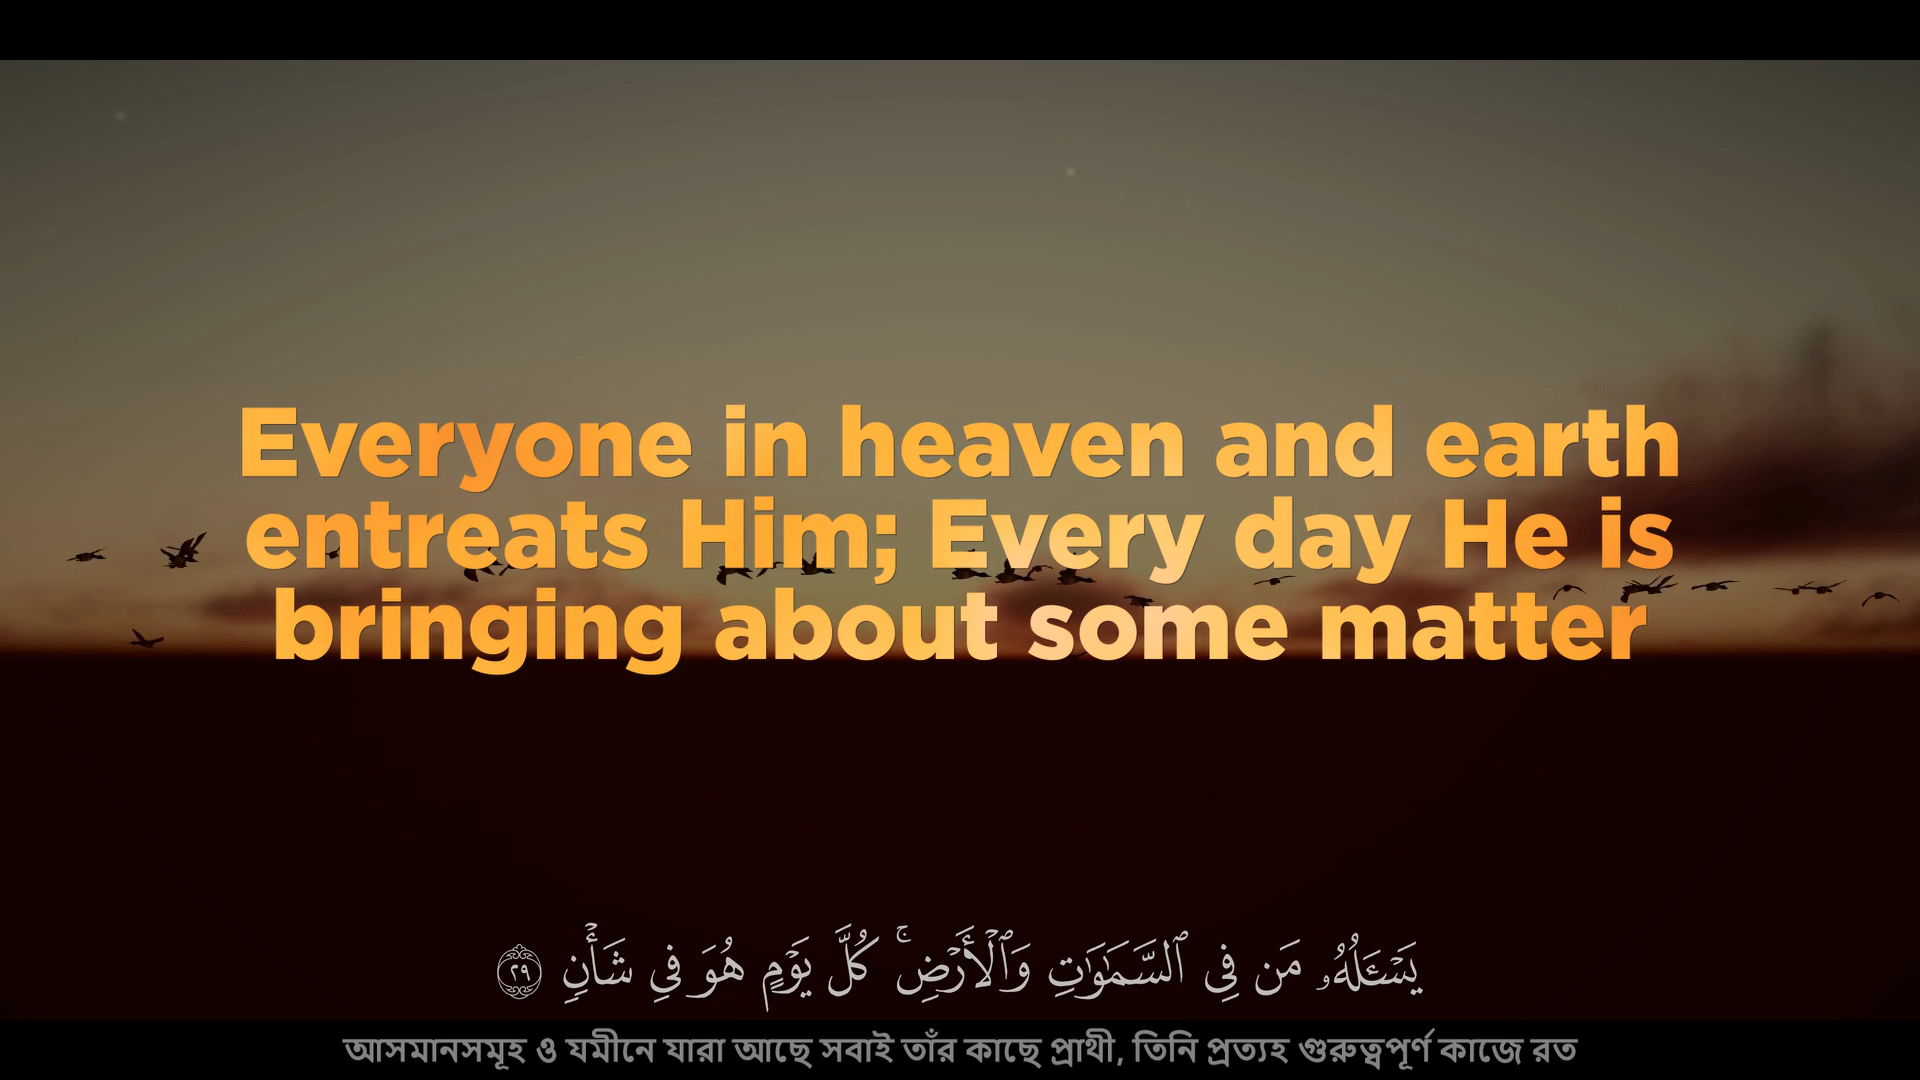 Everyone in heaven and earth
entreats Him; Every day He is
bringing about some matter
يَسْـَٔلُهُۥ مَن فِى ٱلسَّمَـٰوَٰتِ وَٱلْأَرْضِ ۚ كُلَّ يَوْمٍ هُوَ فِى شَأْنٍ ٢٩
আসমানসমূহ ও যমীনে যারা আছে সবাই তাঁর কাছে প্রার্থী, তিনি প্রত্যহ গুরুত্বপূর্ণ কাজে রত